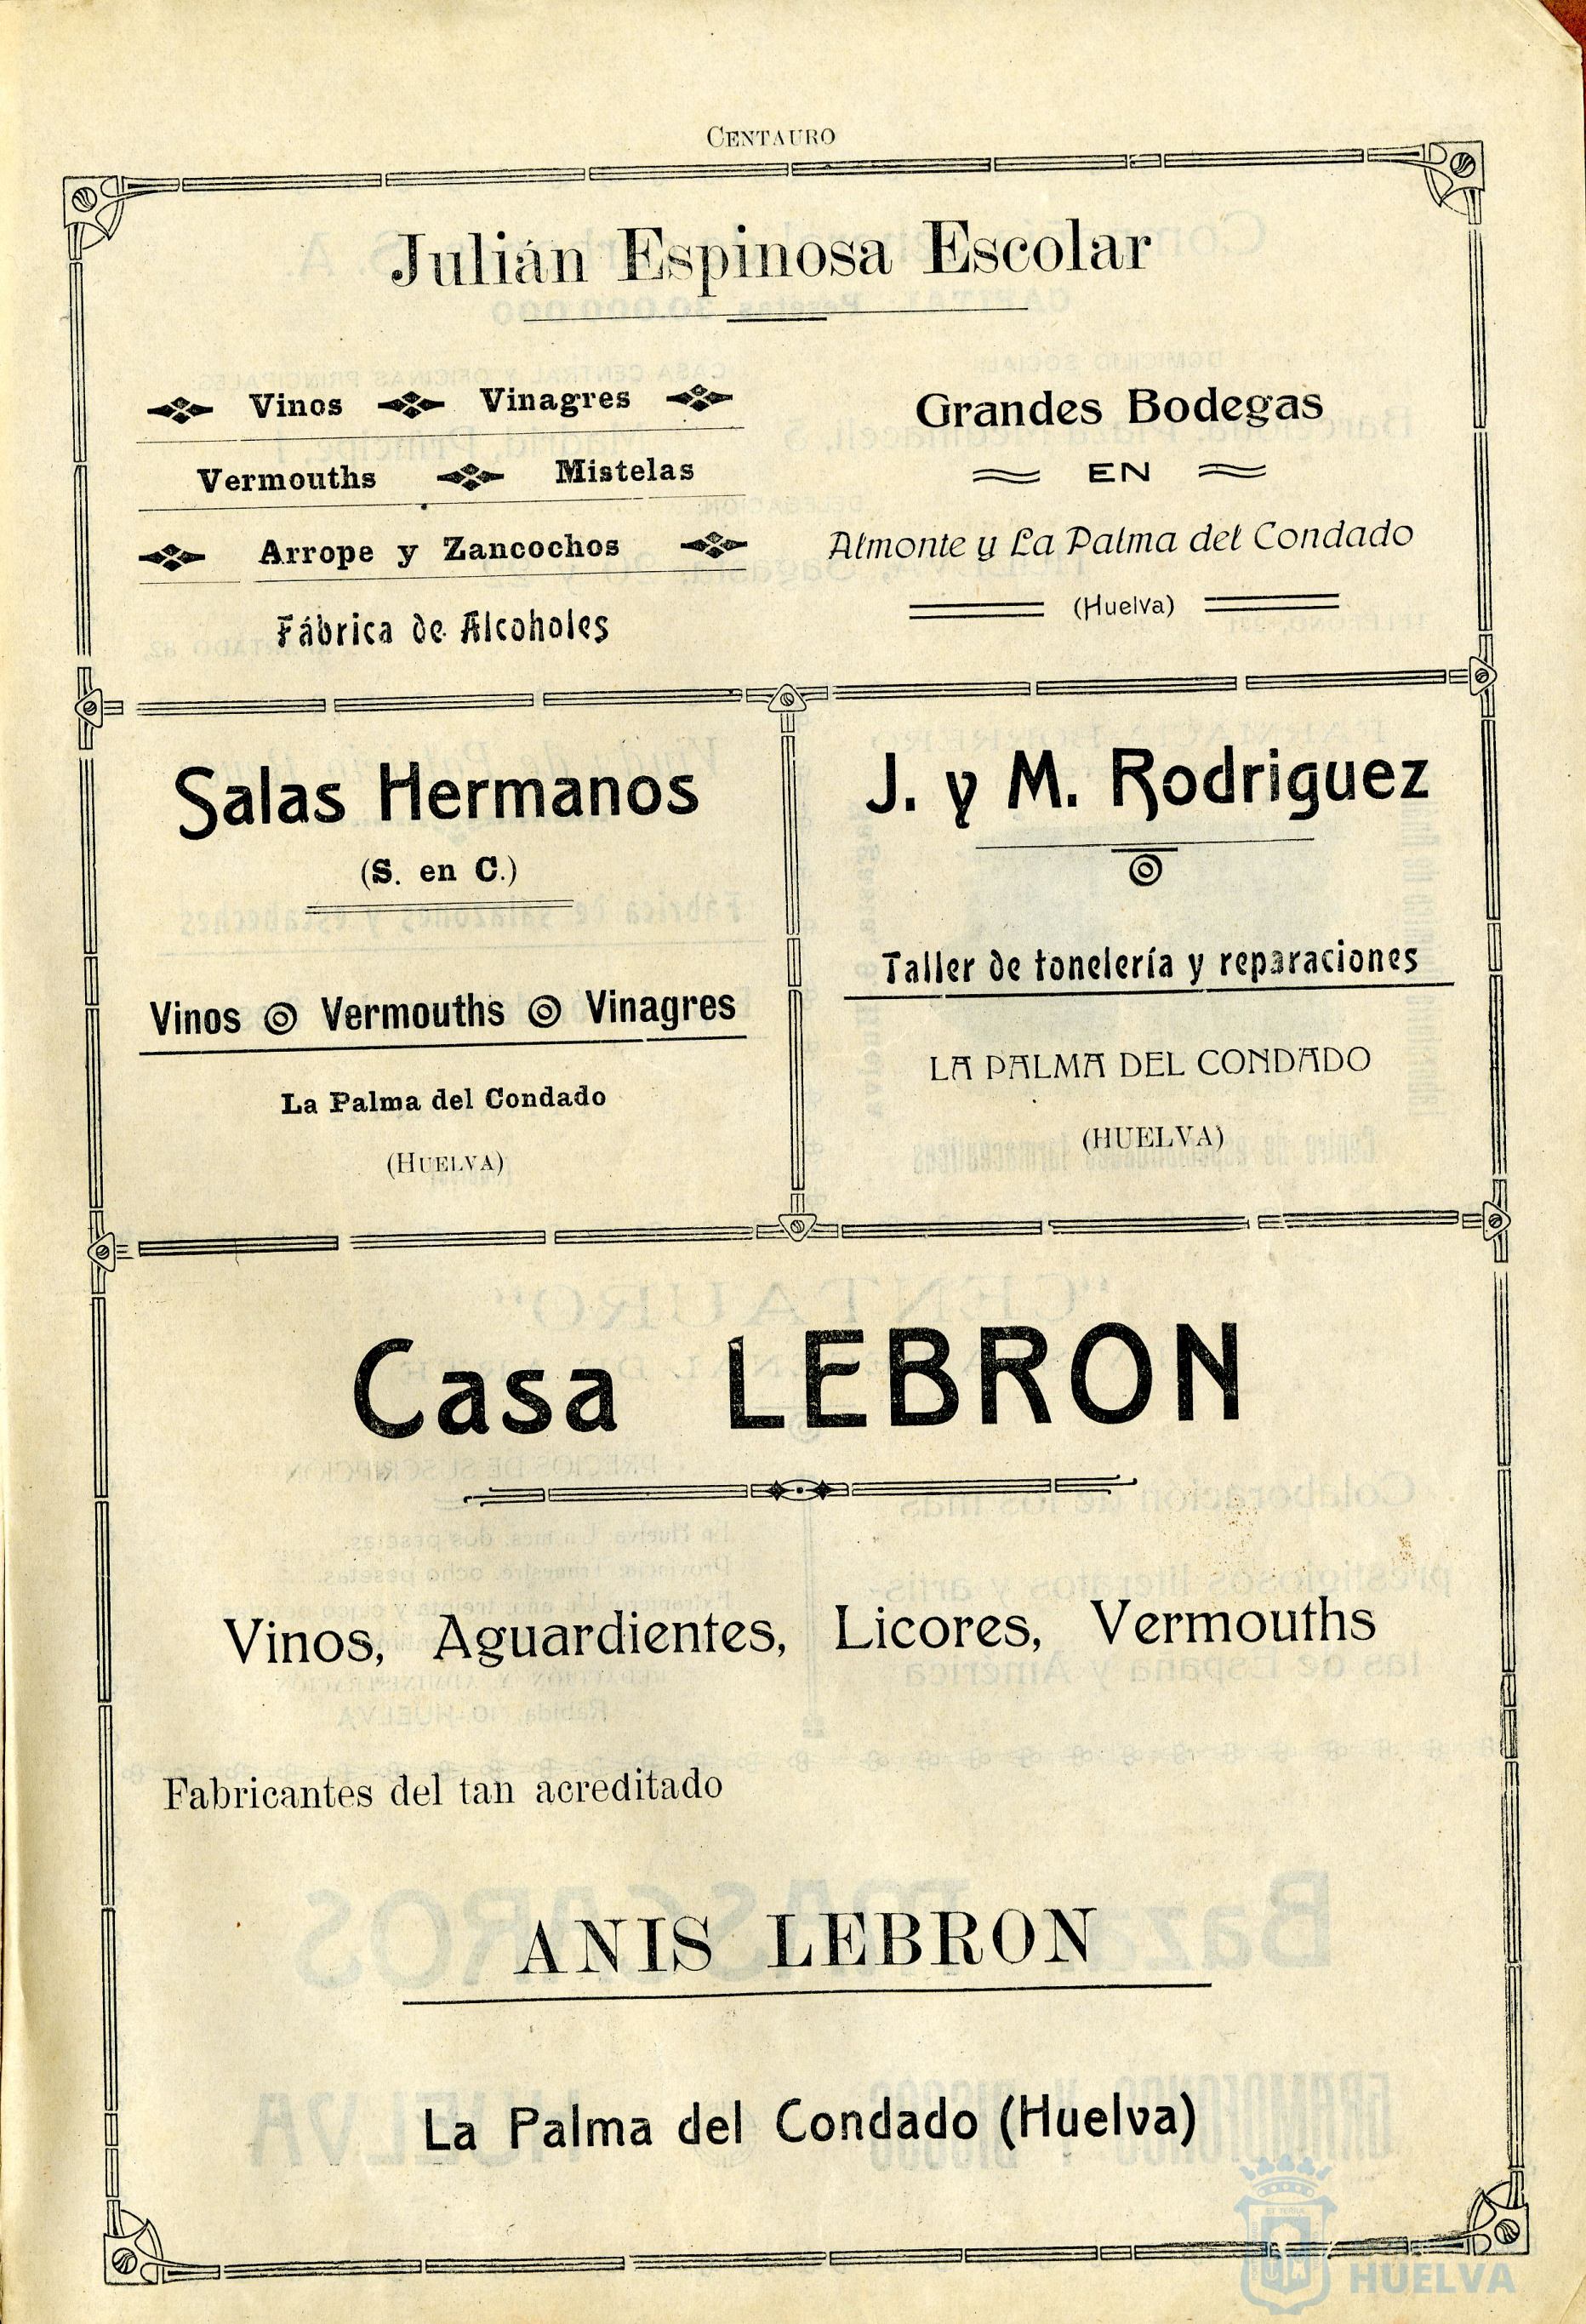 CENTAURO
Julián Espinosa Escolar
Vinos Vinagres
Vermouths Mistelas
Arrope y Zancochos
Fábrica de Alcoholes
Grandes Bodegas
EN
Almonte y La Palma del Condado
(Huelva)
Salas Hermanos
(S. en C.)
Vinos Vermouths Vinagres
La Palma del Condado
(HUELVA)
J. y M. Rodriguez
Taller de tonelería y reparaciones
LA PALMA DEL CONDADO
(HUELVA)
Casa LEBRON
Vinos, Aguardientes, Licores, Vermouths
Fabricantes del tan acreditado
ANIS LEBRON
La Palma del Condado (Huelva)
HUELVA